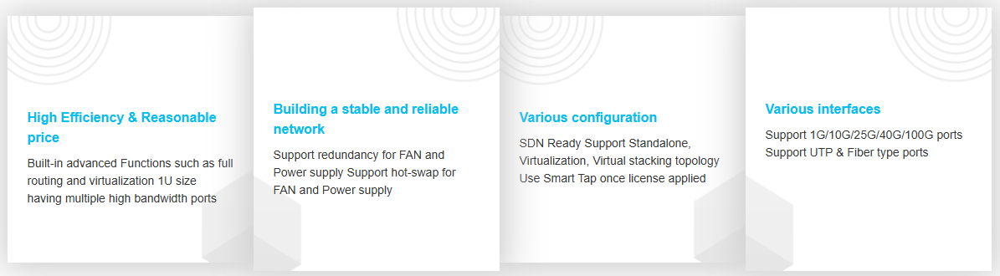 High Efficiency & Reasonable
price
Built-in advanced Functions such as full
routing and virtualization 1U size
having multiple high bandwidth ports
Building a stable and reliable
network
Support redundancy for FAN and
Power supply Support hot-swap for
FAN and Power supply
Various configuration
SDN Ready Support Standalone,
Virtualization, Virtual stacking topology
Use Smart Tap once license applied
Various interfaces
Support 1G/10G/25G/40G/100G ports
Support UTP & Fiber type ports